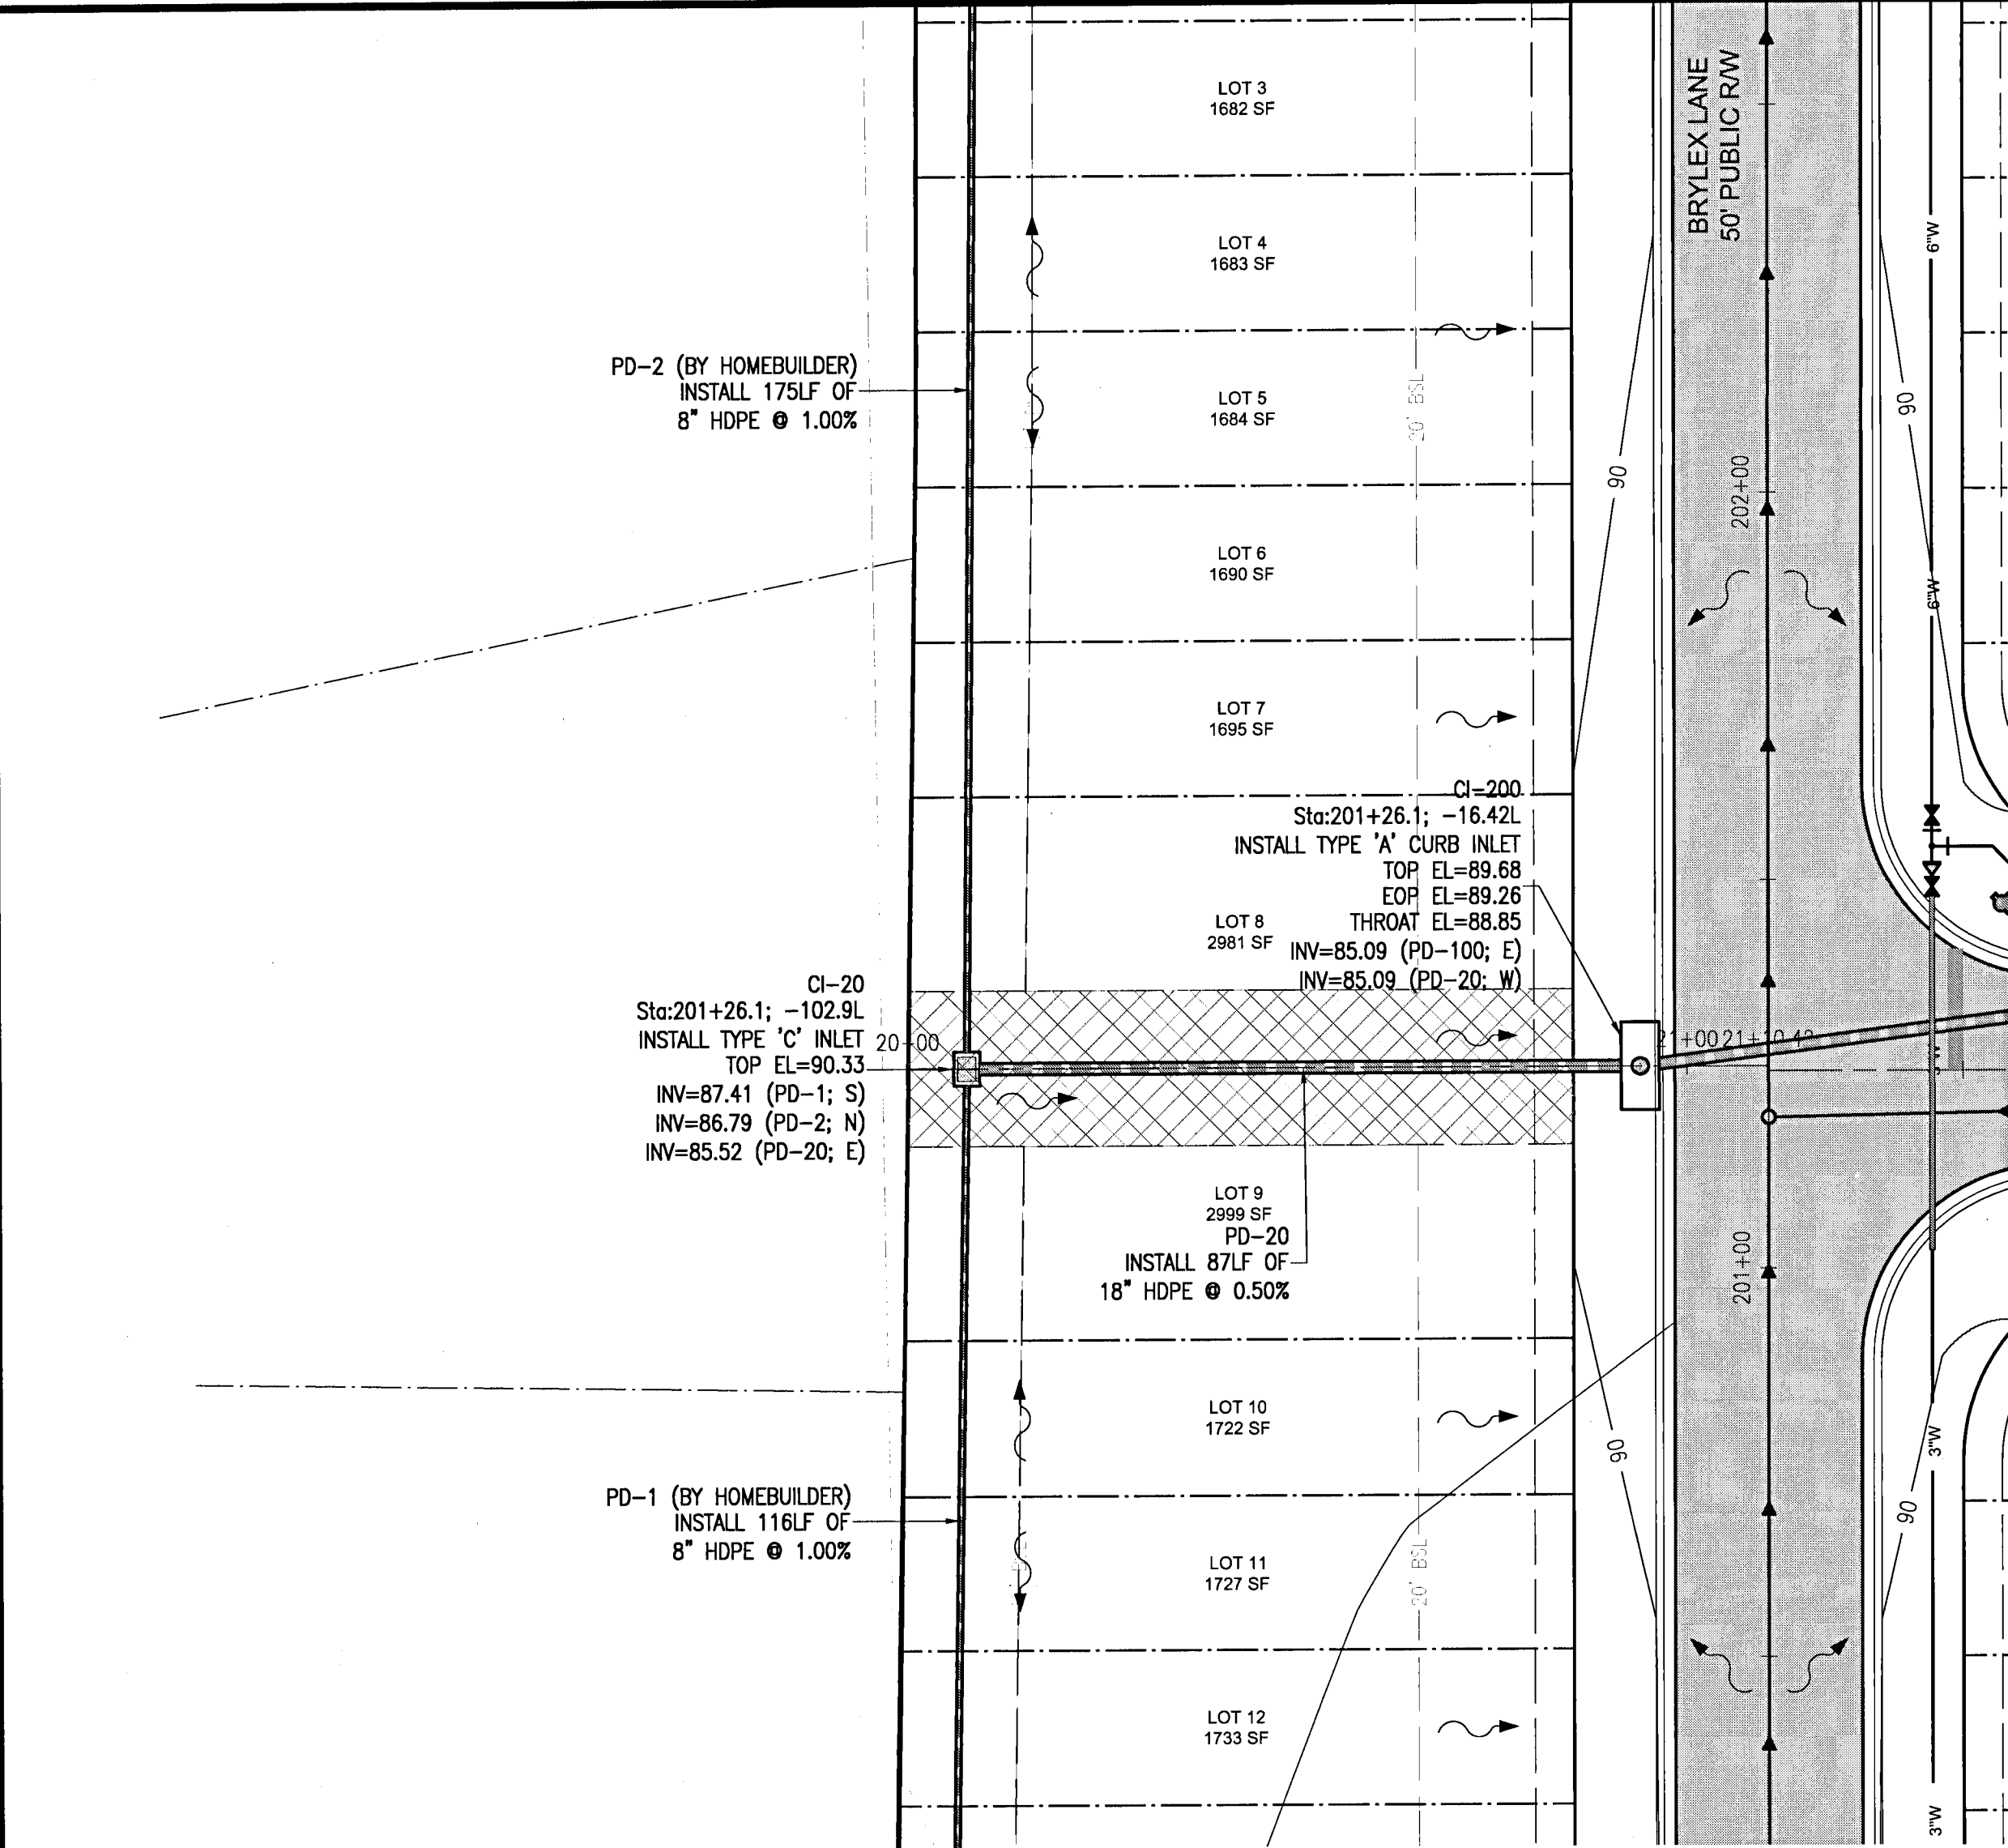 LOT 3
1682 SF
BRYLEX LANE
50' PUBLIC R/W
LOT 4
1683 SF
6"W
PD-2 (BY HOMEBUILDER)
INSTALL 175LF OF
8" HDPE @ 1.00%
LOT 5
1684 SF
20' BSL
90
90
202+00
LOT 6
1690 SF
6"W
LOT 7
1695 SF
CI-200
Sta:201+26.1; -16.42L
INSTALL TYPE 'A' CURB INLET
TOP EL=89.68
EOP EL=89.26
THROAT EL=88.85
INV=85.09 (PD-100; E)
INV=85.09 (PD-20; W)
LOT 8
2981 SF
CI-20
Sta:201+26.1; -102.9L
INSTALL TYPE 'C' INLET
TOP EL=90.33
INV=87.41 (PD-1; S)
INV=86.79 (PD-2; N)
INV=85.52 (PD-20; E)
20+00
21+00
21+10.42
LOT 9
2999 SF
PD-20
INSTALL 87LF OF
18" HDPE @ 0.50%
201+00
LOT 10
1722 SF
90
3"W
PD-1 (BY HOMEBUILDER)
INSTALL 116LF OF
8" HDPE @ 1.00%
90
LOT 11
1727 SF
20' BSL
LOT 12
1733 SF
3"W